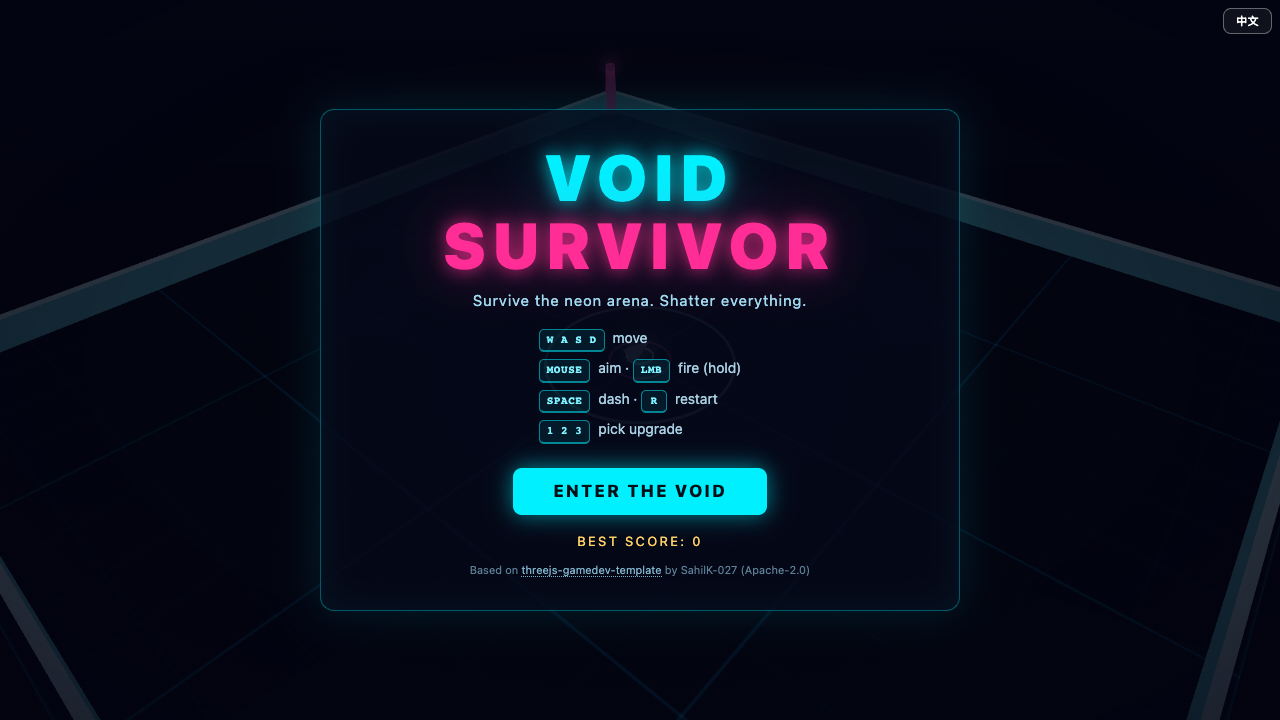 中文
VOID
SURVIVOR
Survive the neon arena. Shatter everything.
W A S D move
MOUSE aim · LMB fire (hold)
SPACE dash · R restart
1 2 3 pick upgrade
ENTER THE VOID
BEST SCORE: 0
Based on threejs-gamedev-template by SahilK-027 (Apache-2.0)